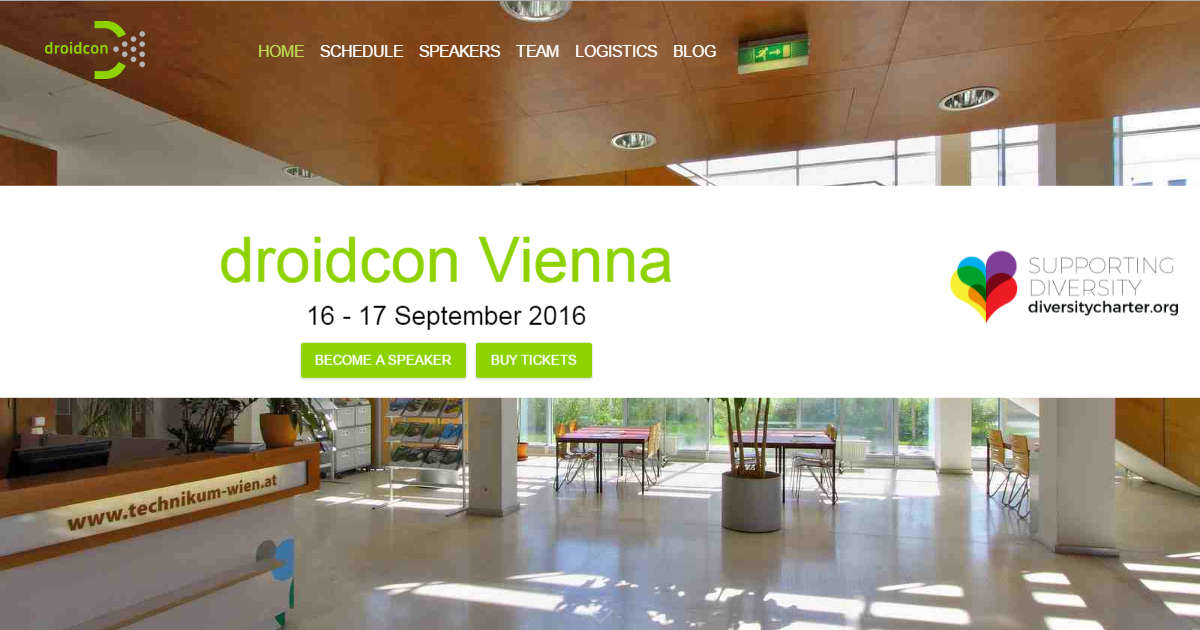 droidcon
HOME SCHEDULE SPEAKERS TEAM LOGISTICS BLOG
droidcon Vienna
16 - 17 September 2016
BECOME A SPEAKER BUY TICKETS
SUPPORTING
DIVERSITY
diversitycharter.org
www.technikum-wien.at